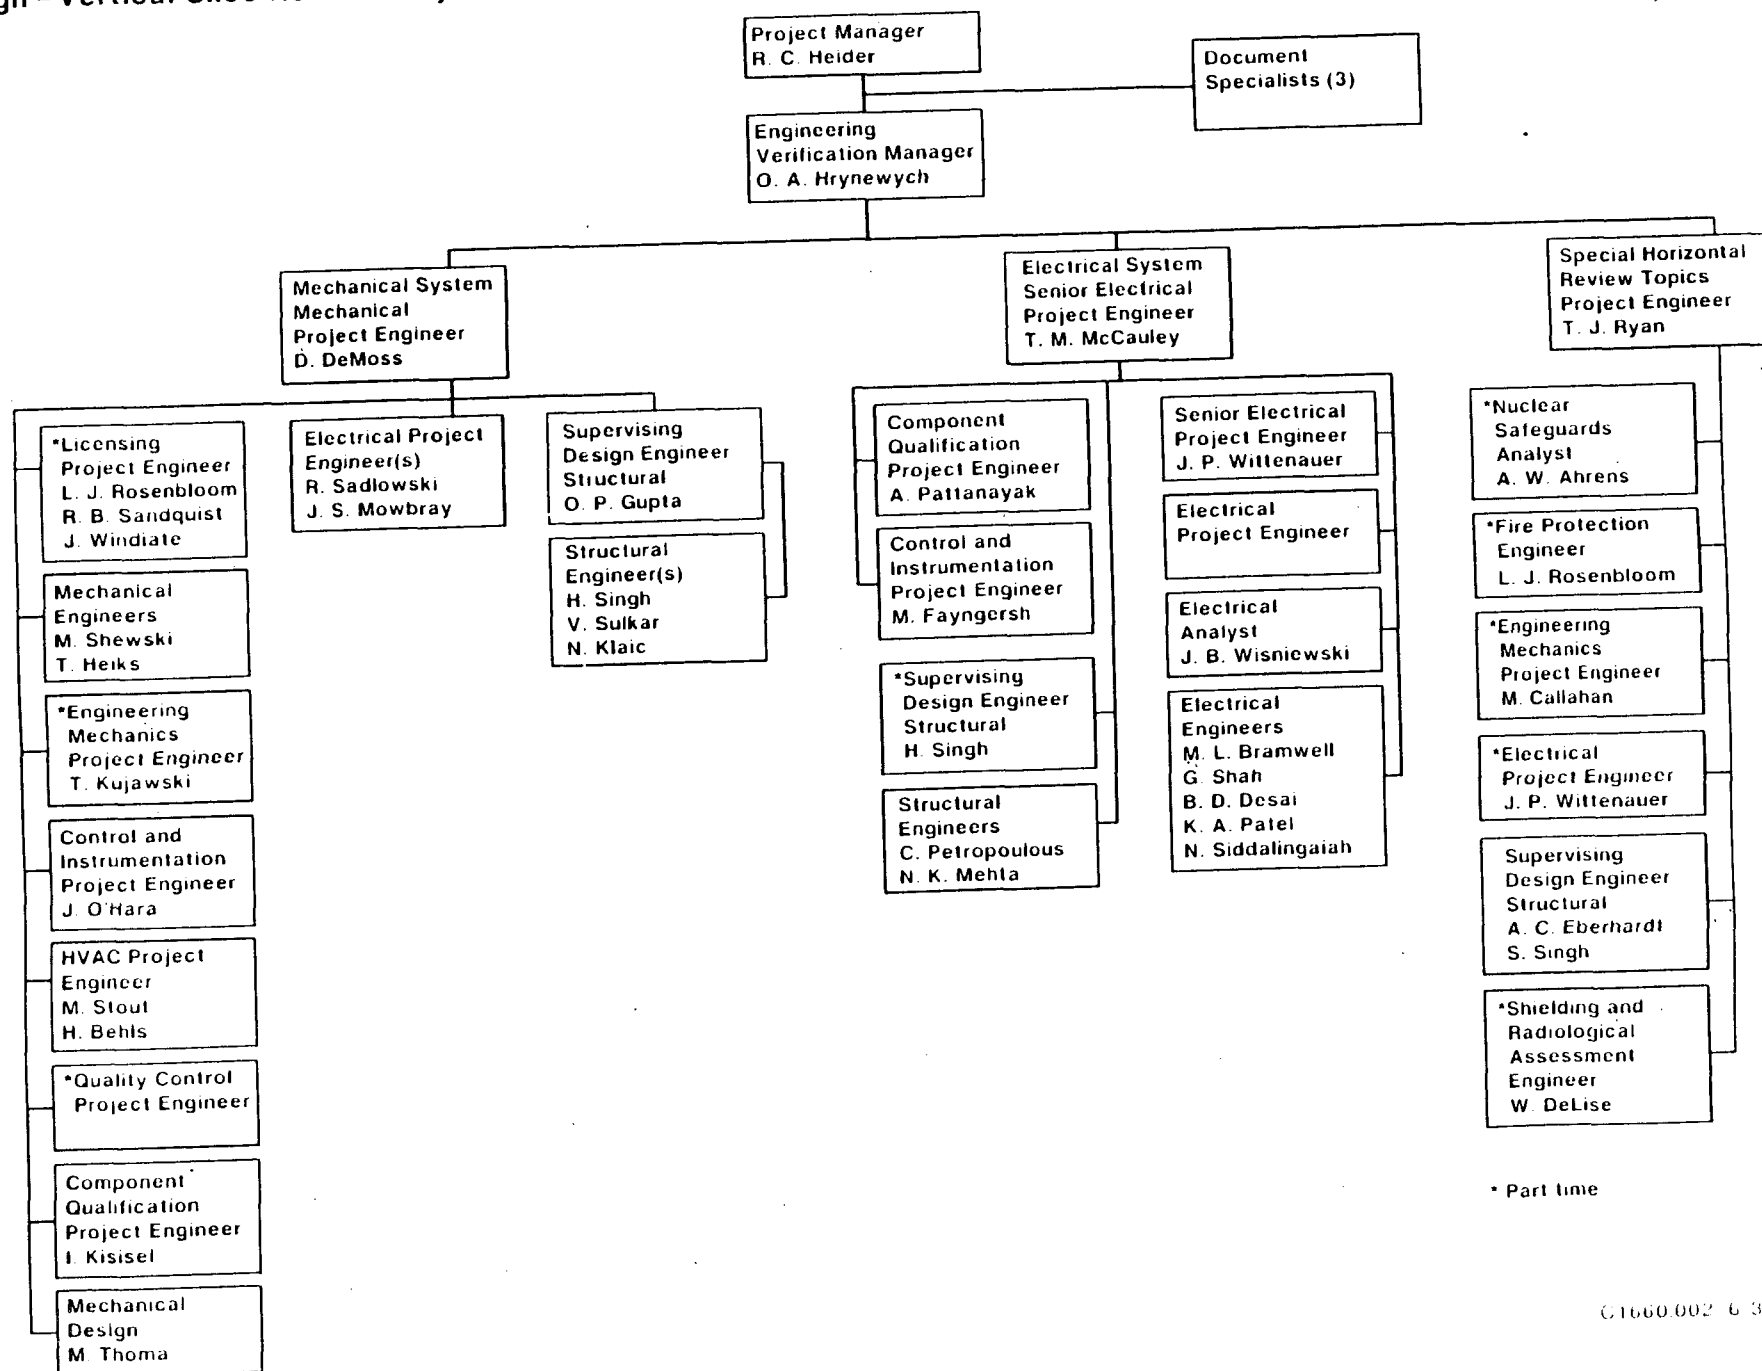 Project Manager
R. C. Heider
Document
Specialists (3)
Engineering
Verification Manager
O. A. Hrynewych
Mechanical System
Mechanical
Project Engineer
D. DeMoss
Electrical System
Senior Electrical
Project Engineer
T. M. McCauley
Special Horizontal
Review Topics
Project Engineer
T. J. Ryan
*Licensing
Project Engineer
L. J. Rosenbloom
R. B. Sandquist
J. Windiate
Mechanical
Engineers
M. Shewski
T. Heiks
*Engineering
Mechanics
Project Engineer
T. Kujawski
Control and
Instrumentation
Project Engineer
J. O'Hara
HVAC Project
Engineer
M. Stout
H. Behls
*Quality Control
Project Engineer
Component
Qualification
Project Engineer
I. Kisisel
Mechanical
Design
M. Thoma
Electrical Project
Engineer(s)
R. Sadlowski
J. S. Mowbray
Supervising
Design Engineer
Structural
O. P. Gupta
Structural
Engineer(s)
H. Singh
V. Sulkar
N. Klaic
Component
Qualification
Project Engineer
A. Pattanayak
Control and
Instrumentation
Project Engineer
M. Fayngersh
*Supervising
Design Engineer
Structural
H. Singh
Structural
Engineers
C. Petropoulous
N. K. Mehta
Senior Electrical
Project Engineer
J. P. Wittenauer
Electrical
Project Engineer
Electrical
Analyst
J. B. Wisniewski
Electrical
Engineers
M. L. Bramwell
G. Shah
B. D. Desai
K. A. Patel
N. Siddalingaiah
*Nuclear
Safeguards
Analyst
A. W. Ahrens
*Fire Protection
Engineer
L. J. Rosenbloom
*Engineering
Mechanics
Project Engineer
M. Callahan
*Electrical
Project Engineer
J. P. Wittenauer
Supervising
Design Engineer
Structural
A. C. Eberhardt
S. Singh
*Shielding and
Radiological
Assessment
Engineer
W. DeLise
* Part time